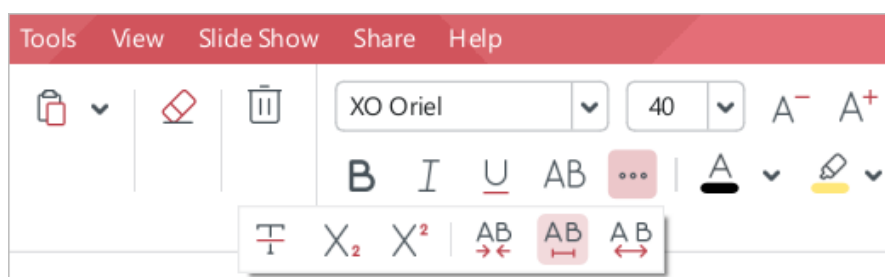 Tools View Slide Show Share Help
XO Oriel 40 A− A+
B I U AB A
T X₂ X² AB AB AB